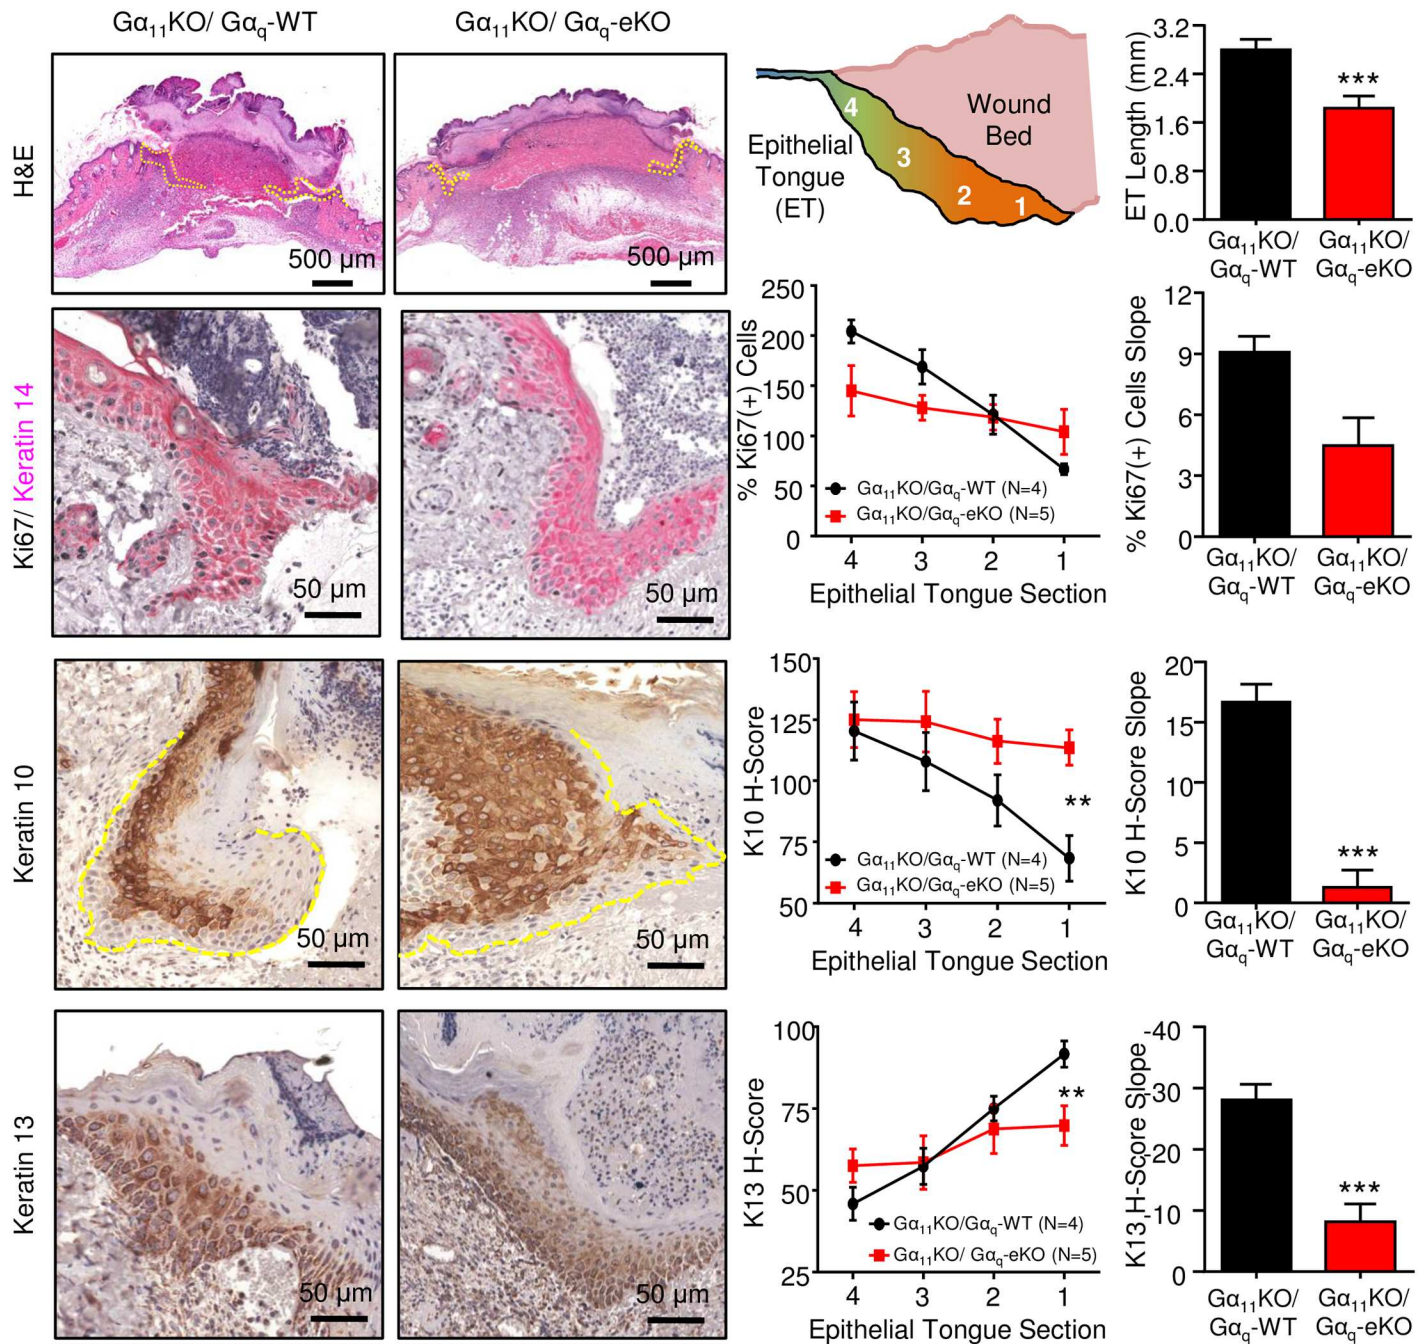 Gα₁₁KO/ Gαq-WT
Gα₁₁KO/ Gαq-eKO
H&E
500 µm
500 µm
4
3
2
1
Wound
Bed
Epithelial
Tongue
(ET)
ET Length (mm)
3.2
2.4
1.6
0.8
0.0
***
Gα₁₁KO/
Gαq-WT
Gα₁₁KO/
Gαq-eKO
Ki67/ Keratin 14
50 µm
50 µm
% Ki67(+) Cells
250
200
150
100
50
0
Gα₁₁KO/Gαq-WT (N=4)
Gα₁₁KO/Gαq-eKO (N=5)
4 3 2 1
Epithelial Tongue Section
% Ki67(+) Cells Slope
12
9
6
3
0
Gα₁₁KO/
Gαq-WT
Gα₁₁KO/
Gαq-eKO
Keratin 10
50 µm
50 µm
K10 H-Score
150
125
100
75
50
**
Gα₁₁KO/Gαq-WT (N=4)
Gα₁₁KO/Gαq-eKO (N=5)
4 3 2 1
Epithelial Tongue Section
K10 H-Score Slope
20
15
10
5
0
***
Gα₁₁KO/
Gαq-WT
Gα₁₁KO/
Gαq-eKO
Keratin 13
50 µm
50 µm
K13 H-Score
100
75
50
25
**
Gα₁₁KO/Gαq-WT (N=4)
Gα₁₁KO/ Gαq-eKO (N=5)
4 3 2 1
Epithelial Tongue Section
K13 H-Score Slope
-40
-30
-20
-10
0
***
Gα₁₁KO/
Gαq-WT
Gα₁₁KO/
Gαq-eKO